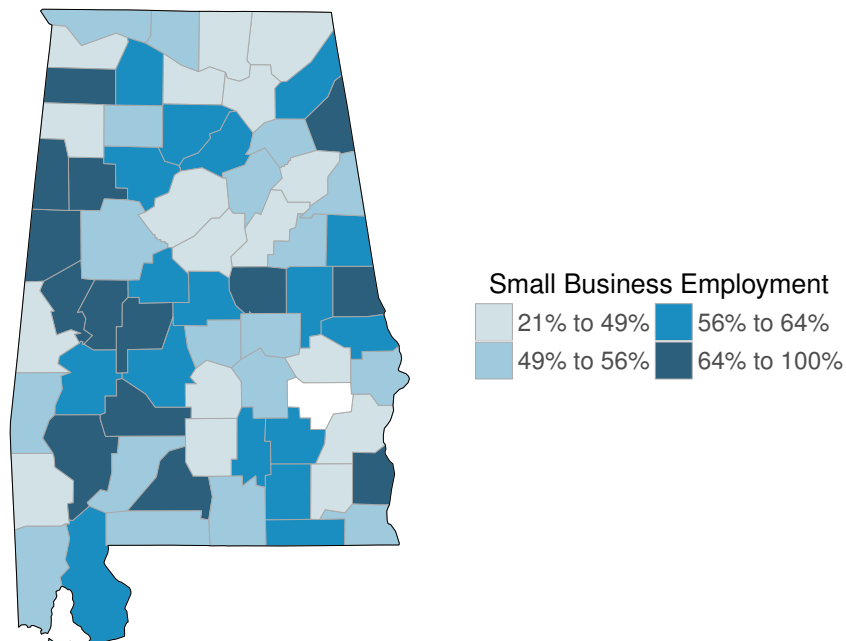 Small Business Employment
21% to 49% 56% to 64%
49% to 56% 64% to 100%